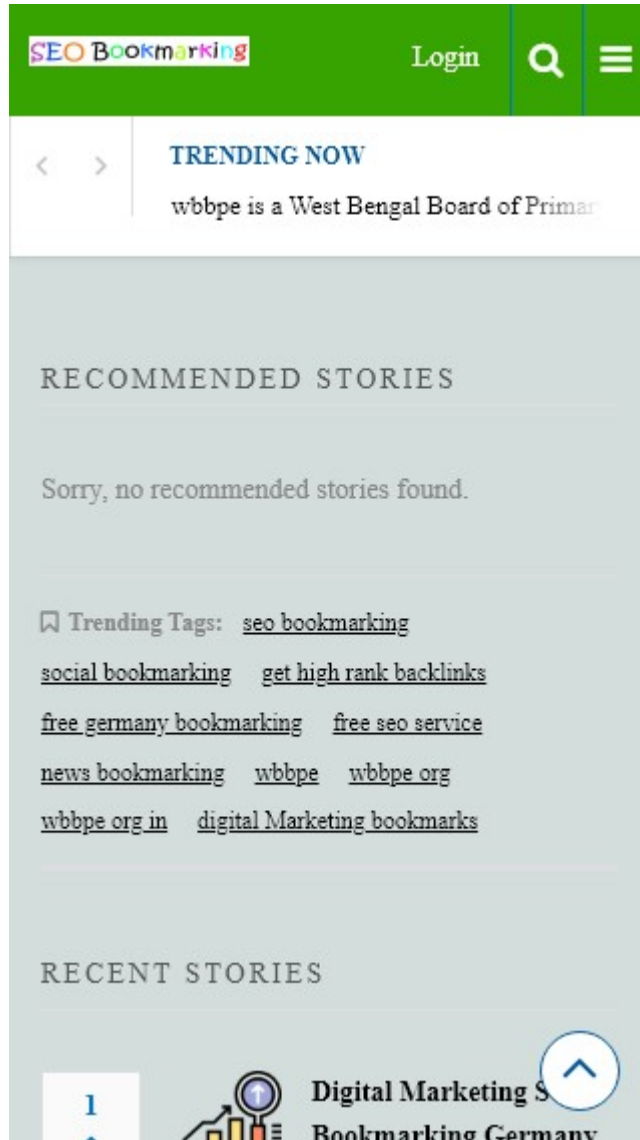 SEO Bookmarking
Login
TRENDING NOW
wbbpe is a West Bengal Board of Primar
RECOMMENDED STORIES
Sorry, no recommended stories found.
Trending Tags: seo bookmarking
social bookmarking get high rank backlinks
free germany bookmarking free seo service
news bookmarking wbbpe wbbpe org
wbbpe org in digital Marketing bookmarks
RECENT STORIES
1
Digital Marketing S
Bookmarking Germany